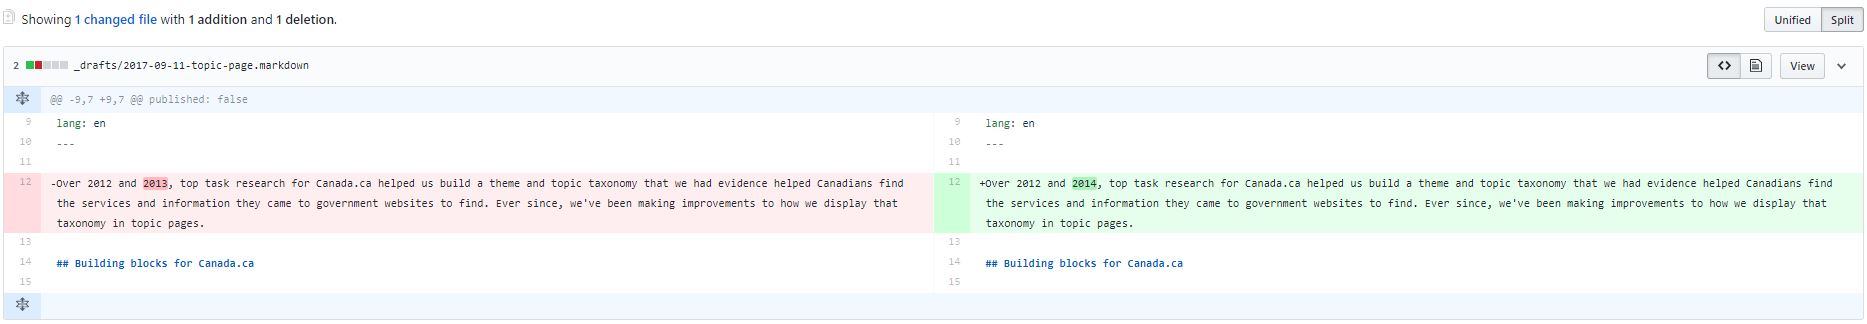 Showing 1 changed file with 1 addition and 1 deletion.
Unified Split
2 _drafts/2017-09-11-topic-page.markdown
<> View
@@ -9,7 +9,7 @@ published: false
9 lang: en
10 ---
11
12 -Over 2012 and 2013, top task research for Canada.ca helped us build a theme and topic taxonomy that we had evidence helped Canadians find
the services and information they came to government websites to find. Ever since, we've been making improvements to how we display that
taxonomy in topic pages.
13
14 ## Building blocks for Canada.ca
15
9 lang: en
10 ---
11
12 +Over 2012 and 2014, top task research for Canada.ca helped us build a theme and topic taxonomy that we had evidence helped Canadians find
the services and information they came to government websites to find. Ever since, we've been making improvements to how we display that
taxonomy in topic pages.
13
14 ## Building blocks for Canada.ca
15